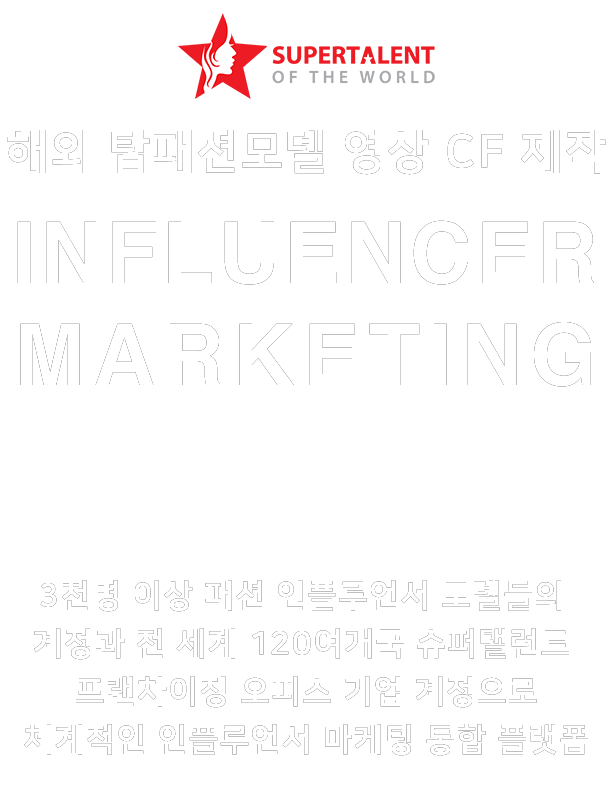 SUPERTALENT
OF THE WORLD
해외 탑패션모델 영상 CF 제작
INFLUENCER
MARKETING
3천명 이상 패션 인플루언서 모델들의
계정과 전 세계 120여개국 슈퍼탤런트
프랜차이징 오피스 기업 계정으로
체계적인 인플루언서 마케팅 통합 플랫폼